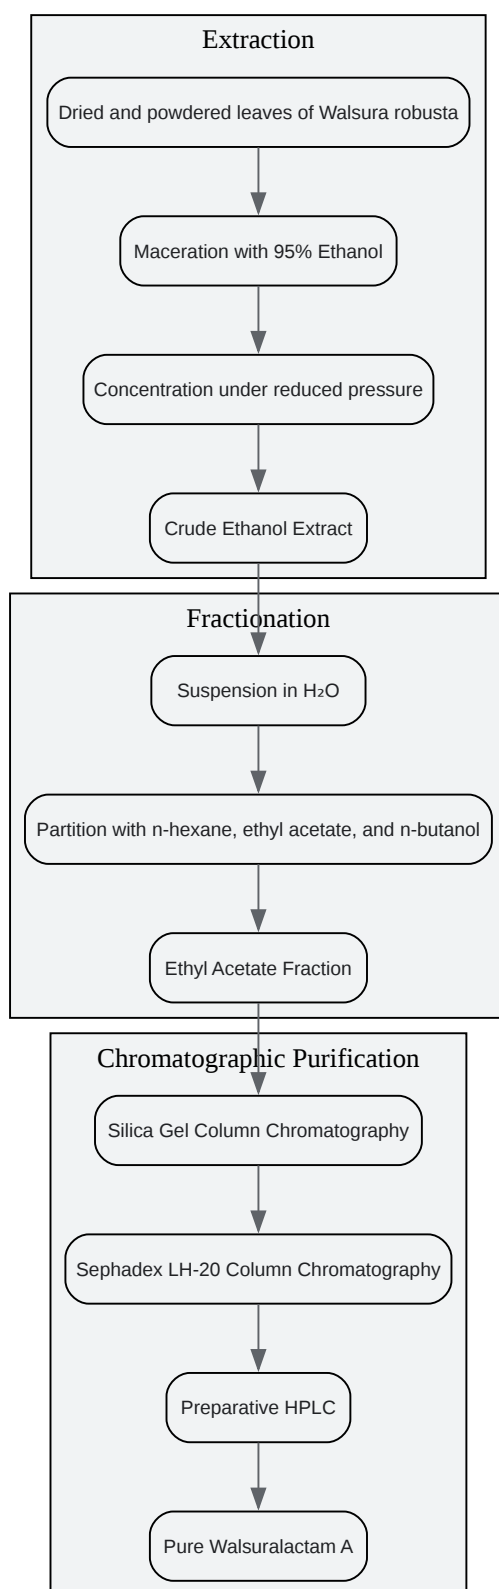 Extraction
Dried and powdered leaves of Walsura robusta
Maceration with 95% Ethanol
Concentration under reduced pressure
Crude Ethanol Extract
Fractionation
Suspension in H₂O
Partition with n-hexane, ethyl acetate, and n-butanol
Ethyl Acetate Fraction
Chromatographic Purification
Silica Gel Column Chromatography
Sephadex LH-20 Column Chromatography
Preparative HPLC
Pure Walsuralactam A